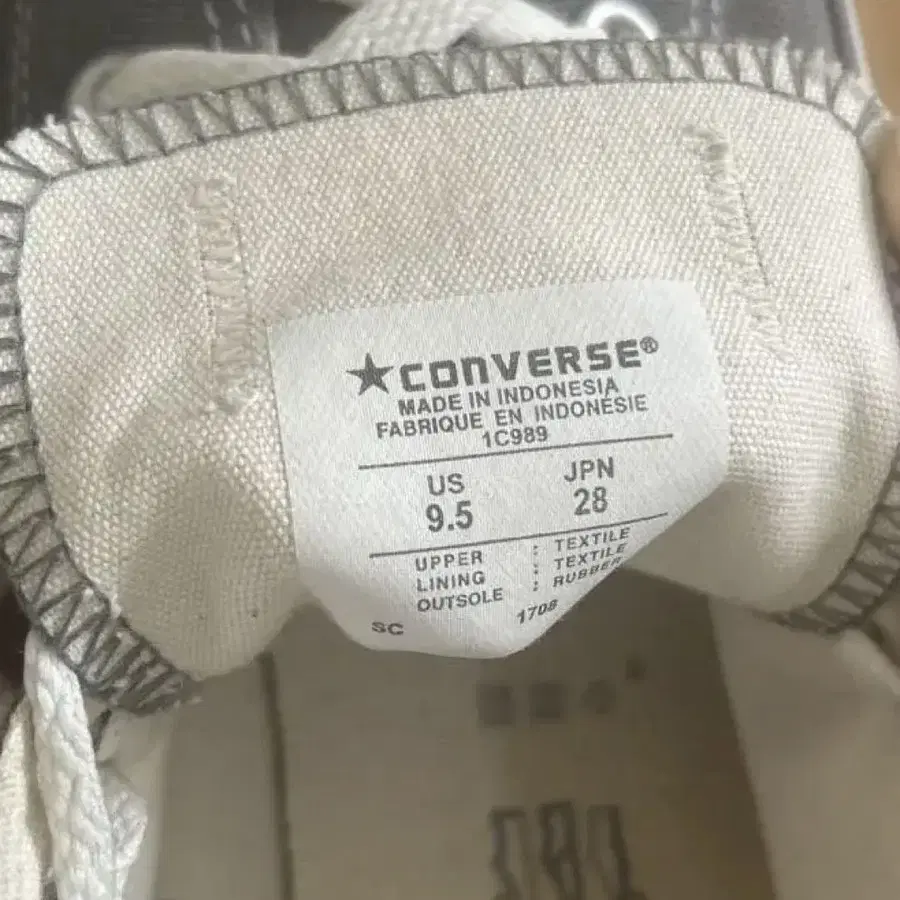 ★CONVERSE®
MADE IN INDONESIA
FABRIQUE EN INDONÉSIE
1C989
US JPN
9.5 28
UPPER : TEXTILE
LINING : TEXTILE
OUTSOLE : RUBBER
SC 1708